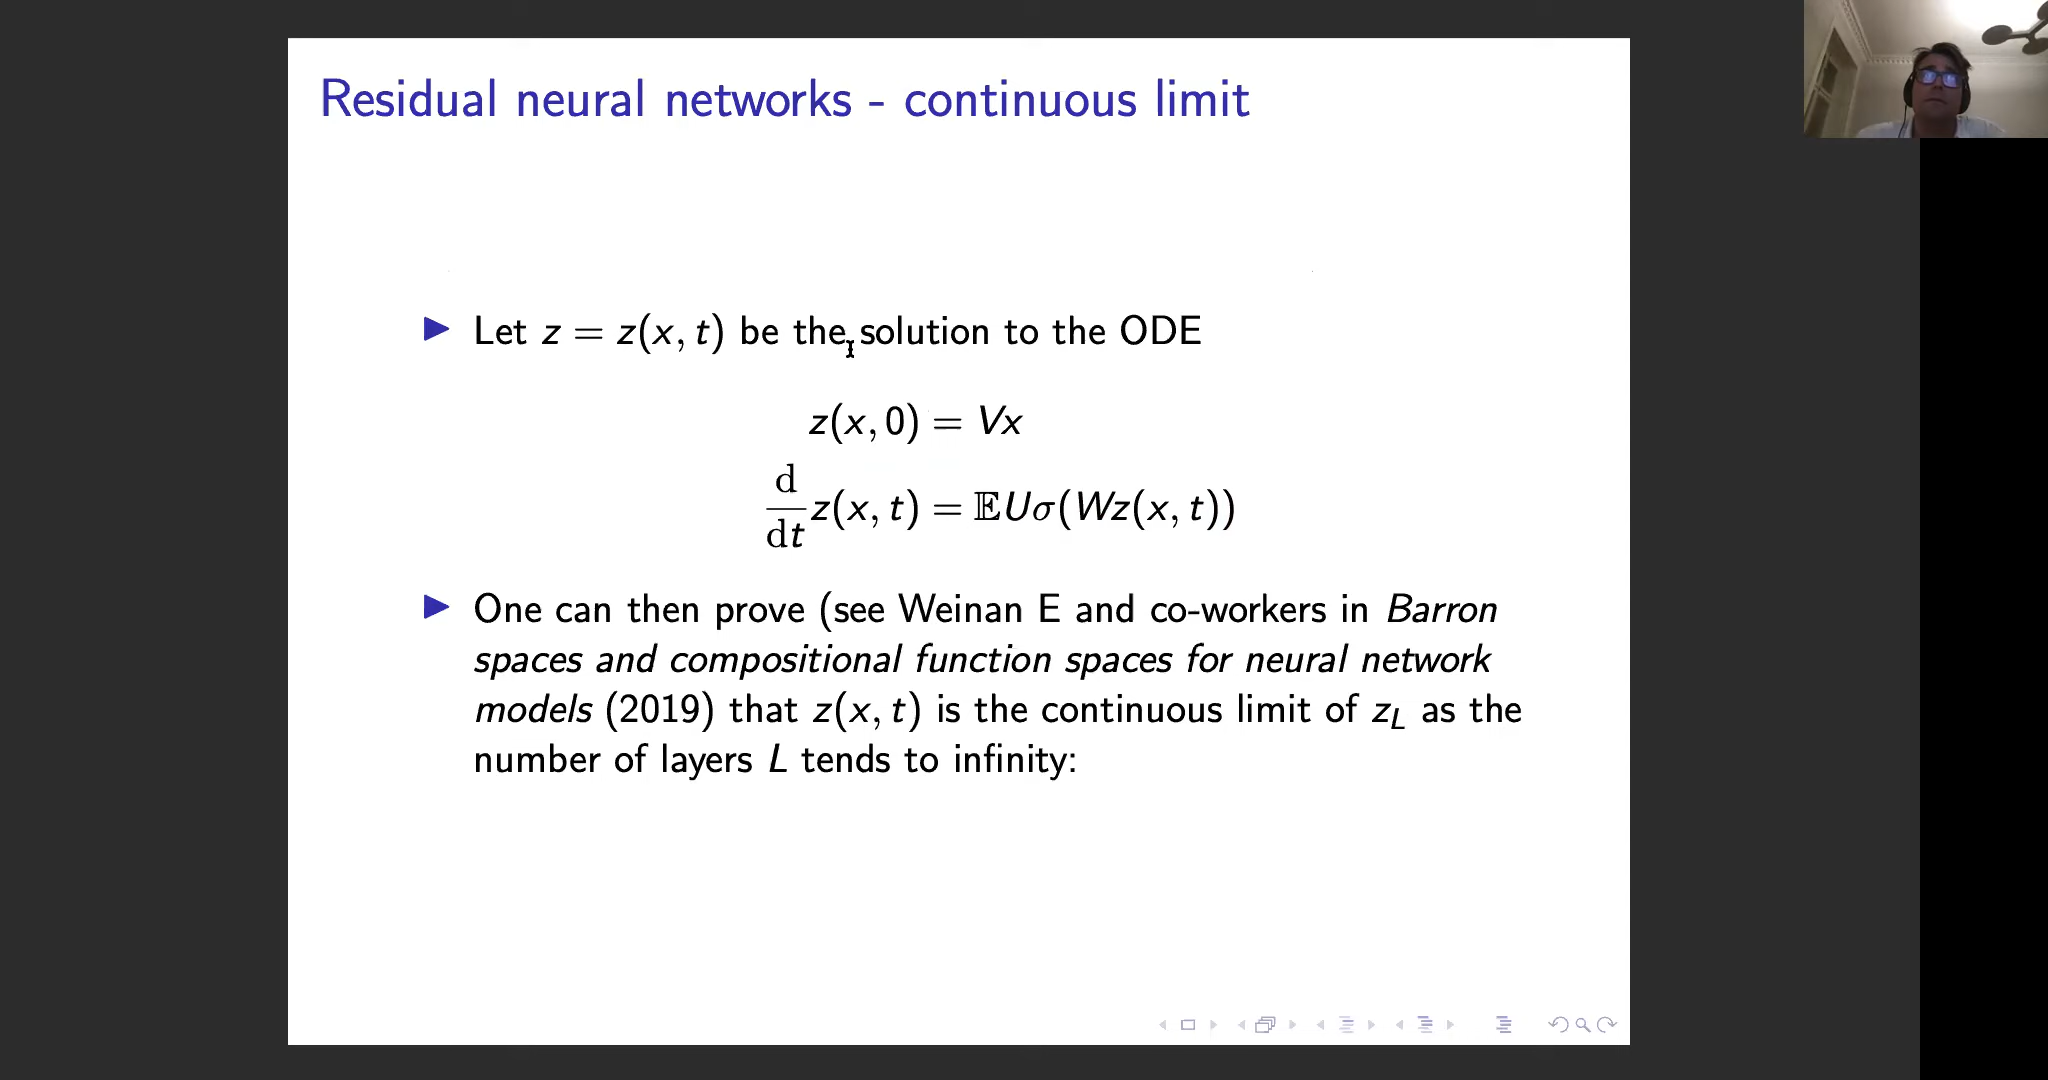 Residual neural networks - continuous limit
▶ Let z = z(x, t) be the solution to the ODE
z(x, 0) = Vx
d/dt z(x, t) = 𝔼Uσ(Wz(x, t))
▶ One can then prove (see Weinan E and co-workers in Barron
spaces and compositional function spaces for neural network
models (2019) that z(x, t) is the continuous limit of z_L as the
number of layers L tends to infinity: